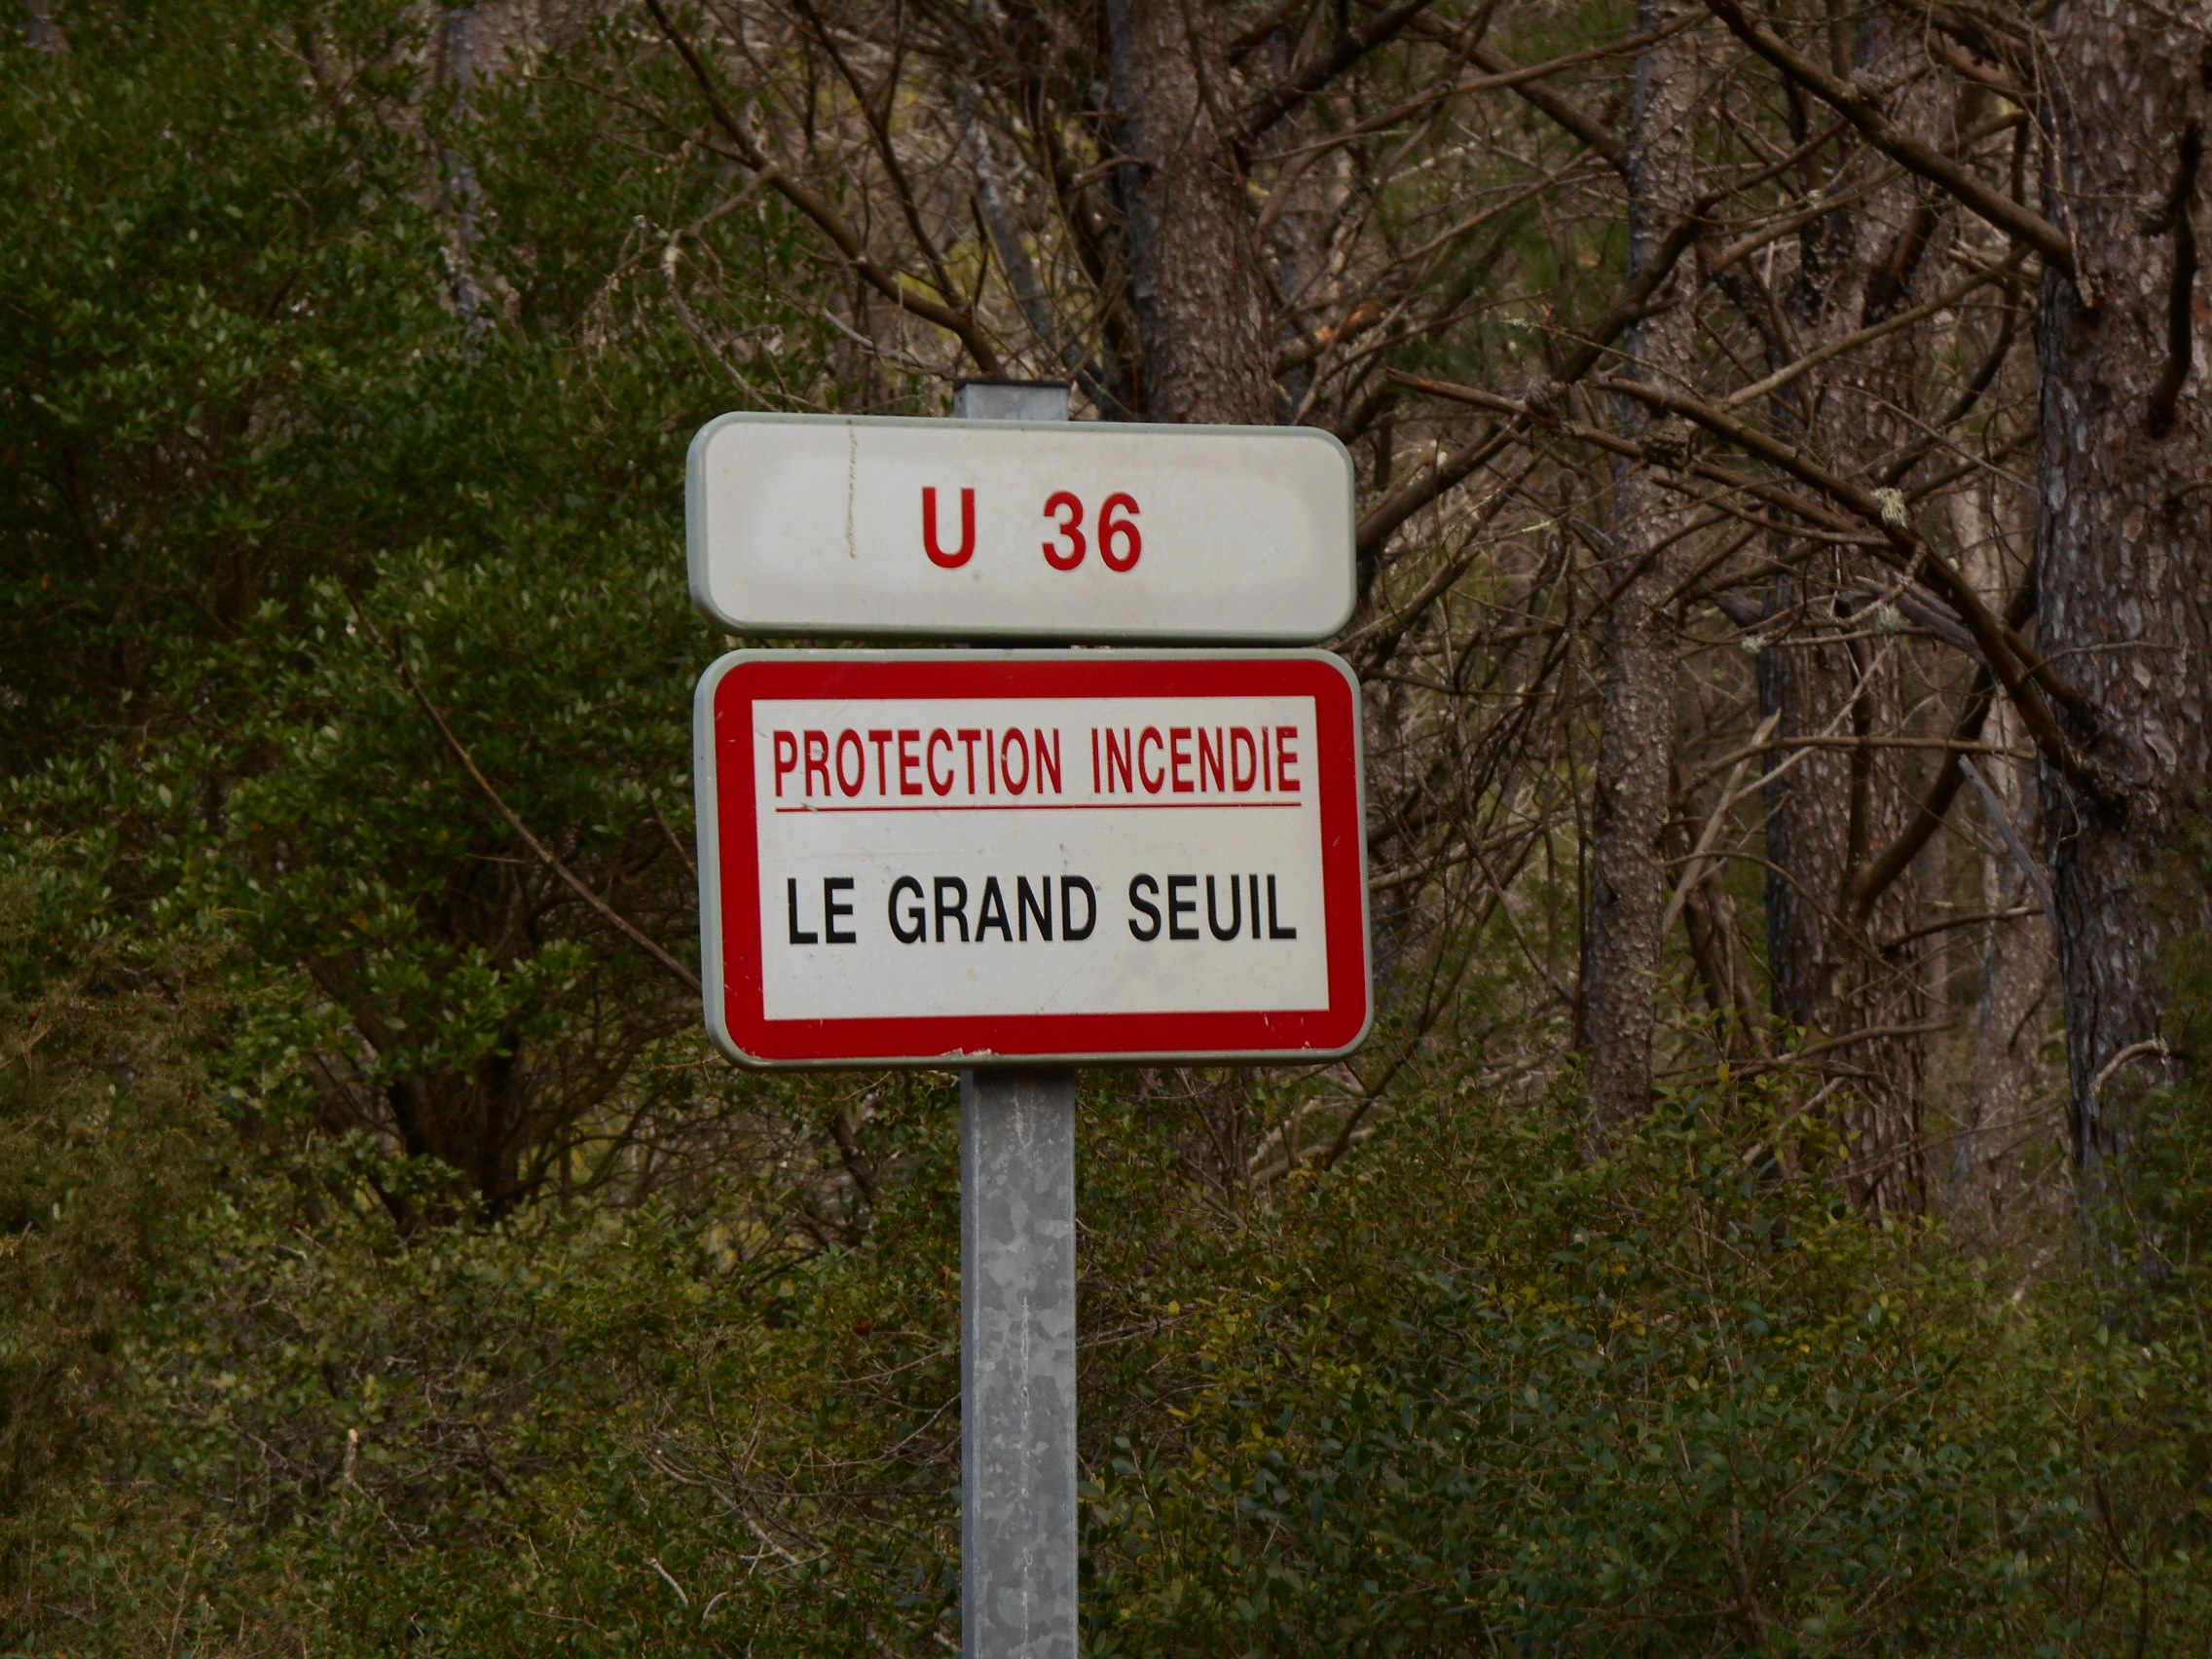 U 36
PROTECTION INCENDIE
LE GRAND SEUIL